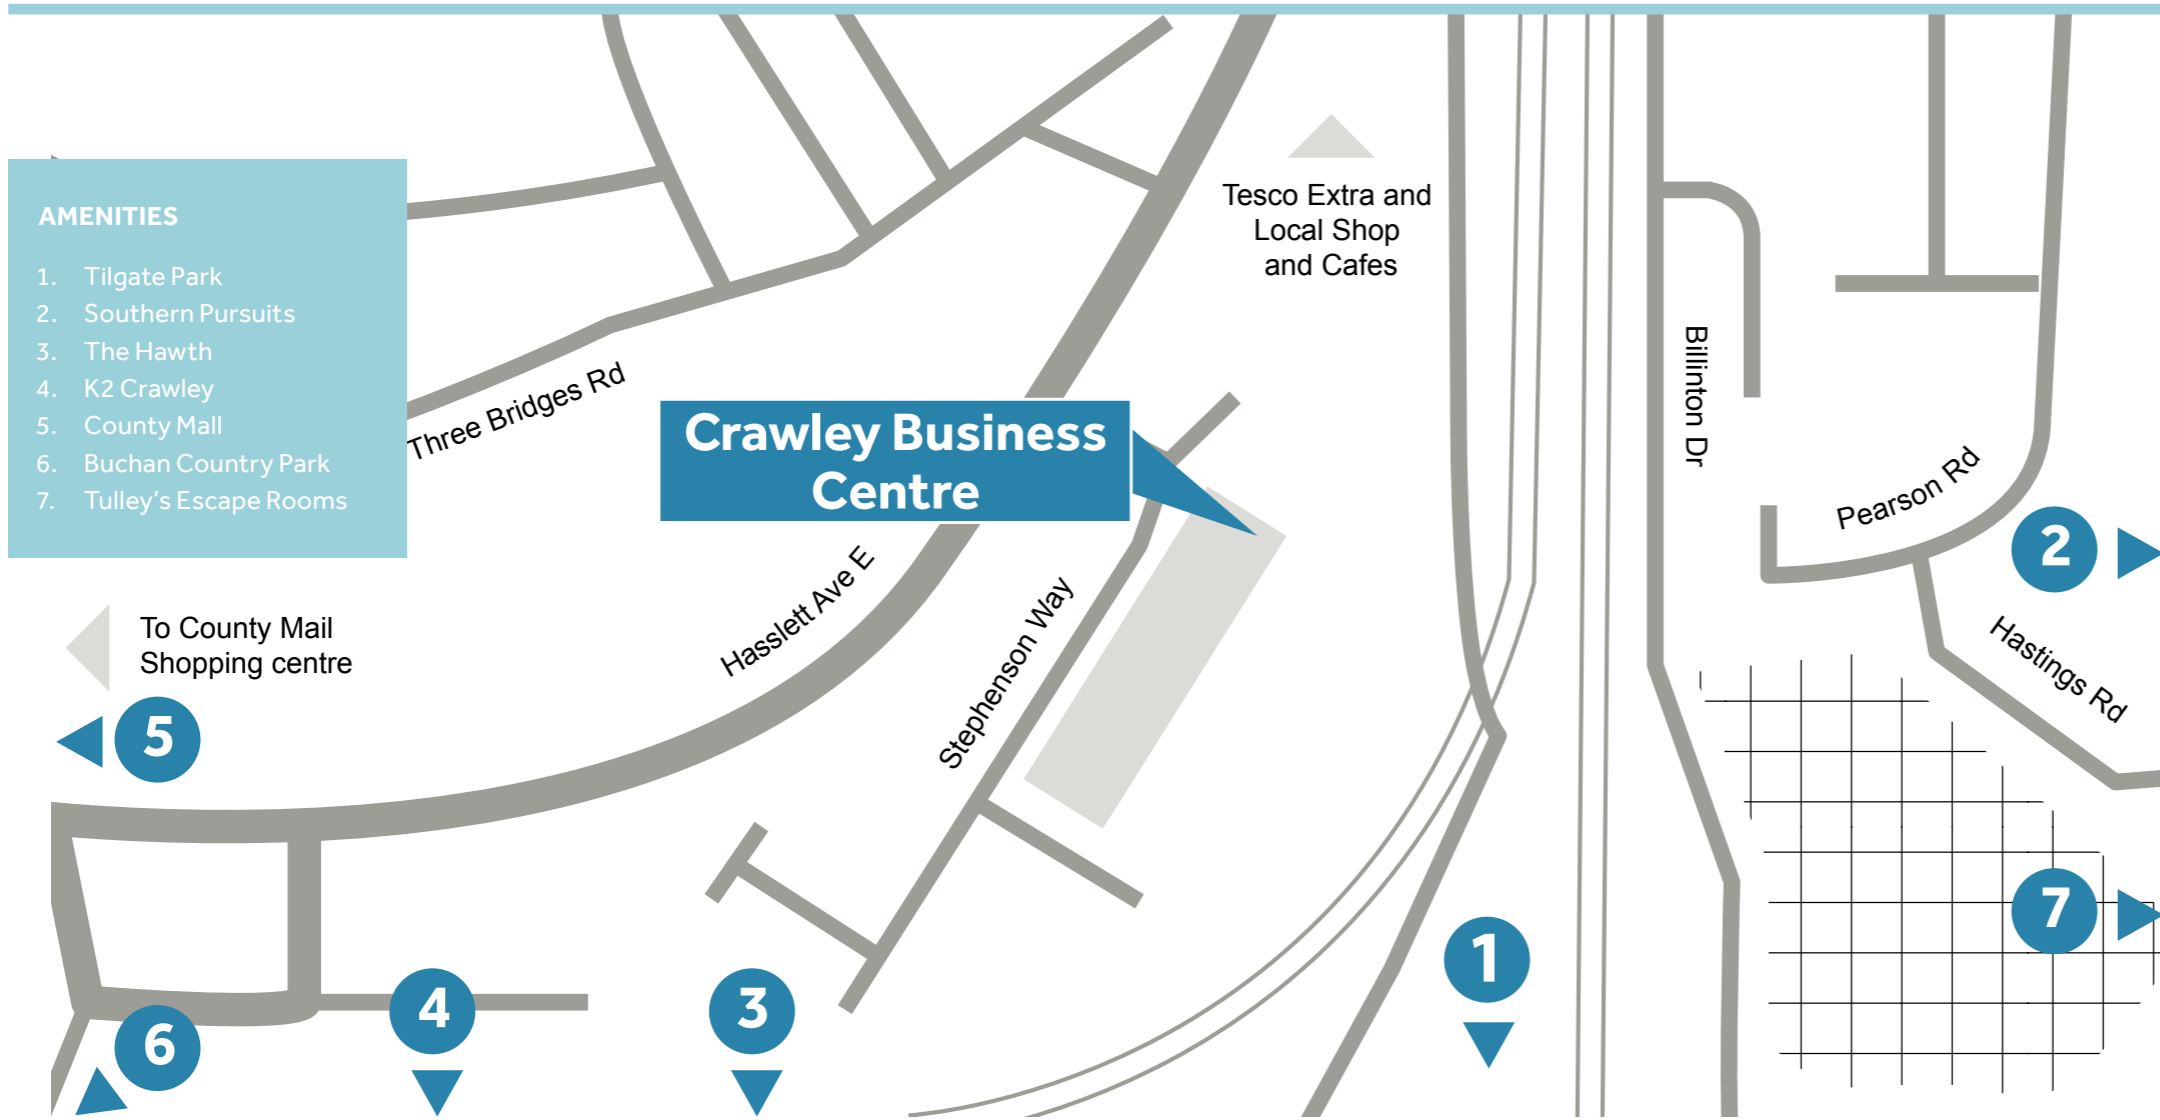 AMENITIES
1. Tilgate Park
2. Southern Pursuits
3. The Hawth
4. K2 Crawley
5. County Mall
6. Buchan Country Park
7. Tulley's Escape Rooms
Tesco Extra and
Local Shop
and Cafes
Three Bridges Rd
Crawley Business
Centre
Billinton Dr
Pearson Rd
2
Hasslett Ave E
Stephenson Way
Hastings Rd
To County Mail
Shopping centre
5
7
1
4
3
6